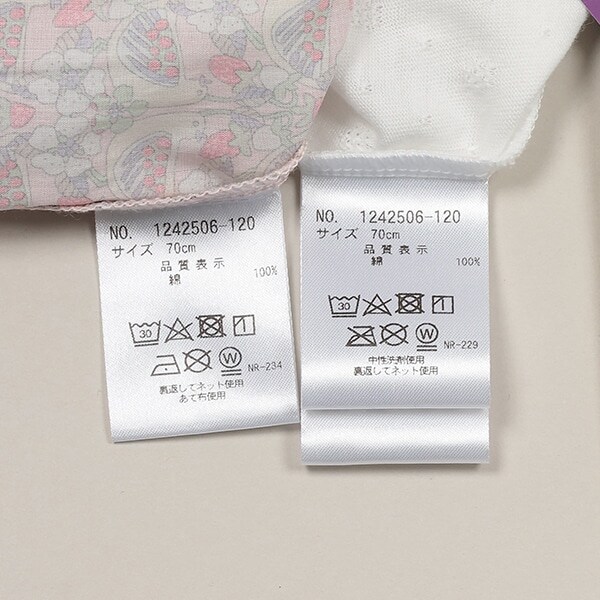 NO. 1242506-120
サイズ 70cm
品質表示
綿 100%
30 W
NR-234
裏返してネット使用
あて布使用
NO. 1242506-120
サイズ 70cm
品質表示
綿 100%
30 W
NR-229
中性洗剤使用
裏返してネット使用